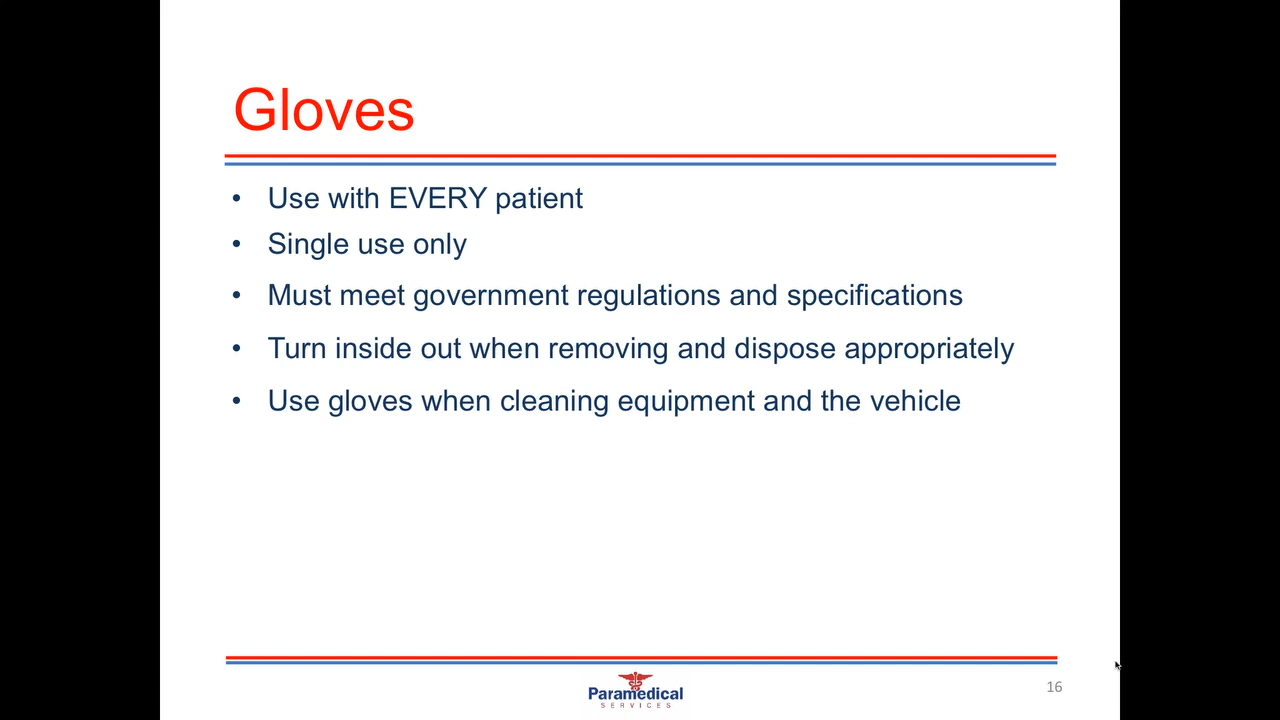 Gloves
• Use with EVERY patient
• Single use only
• Must meet government regulations and specifications
• Turn inside out when removing and dispose appropriately
• Use gloves when cleaning equipment and the vehicle
Paramedical
SERVICES
16